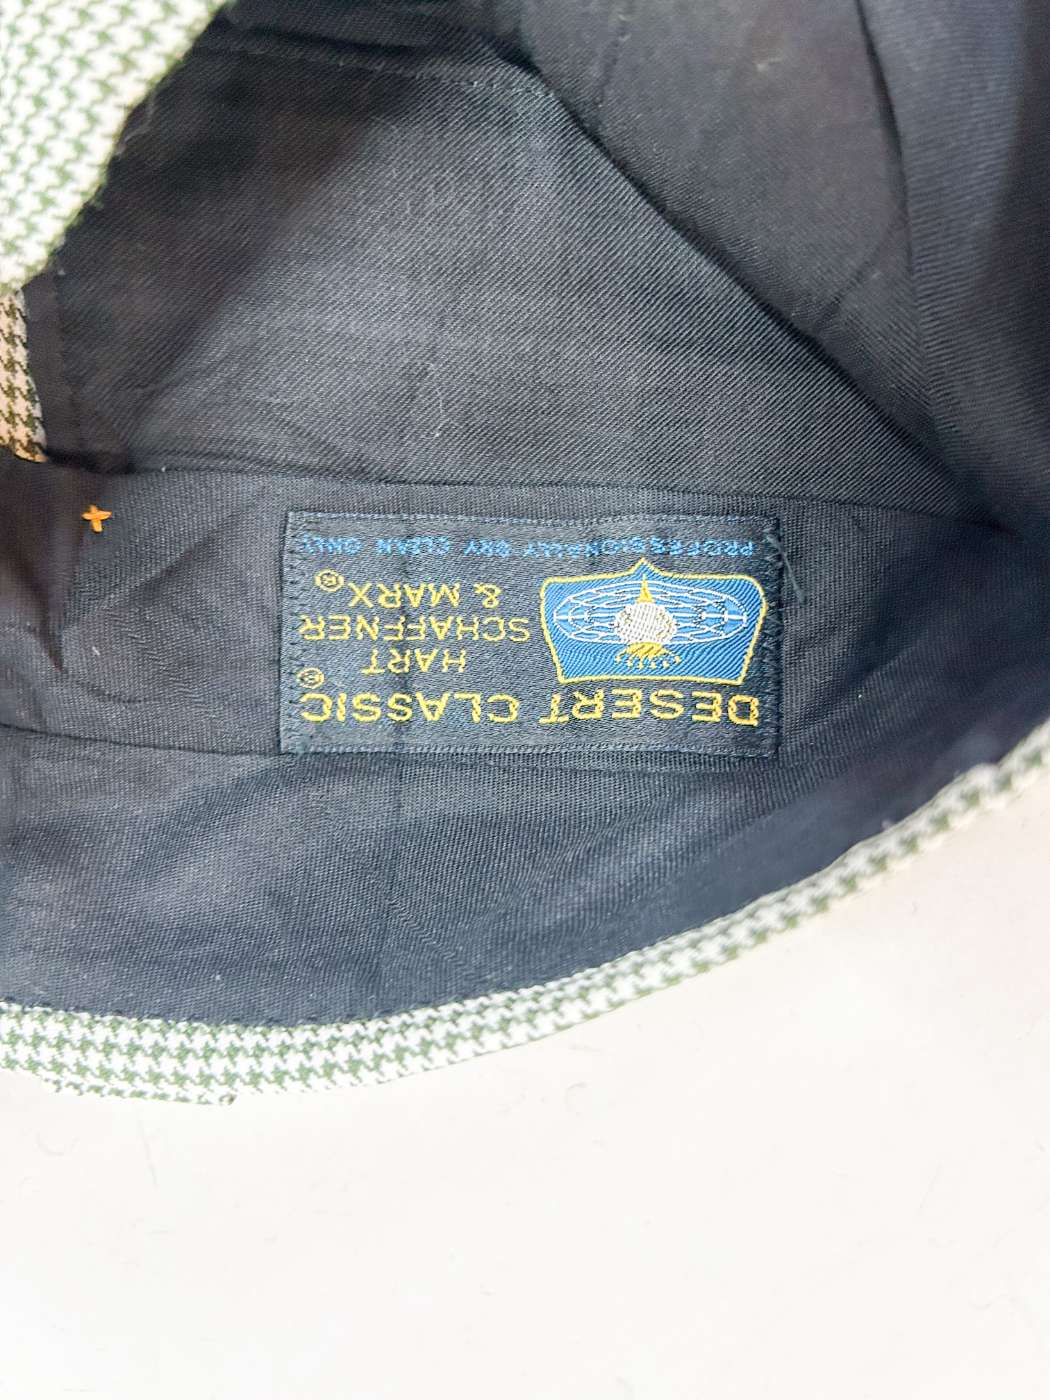 DESERT CLASSIC®
HART
SCHAFFNER
& MARX®
PROFESSIONALLY DRY CLEAN ONLY